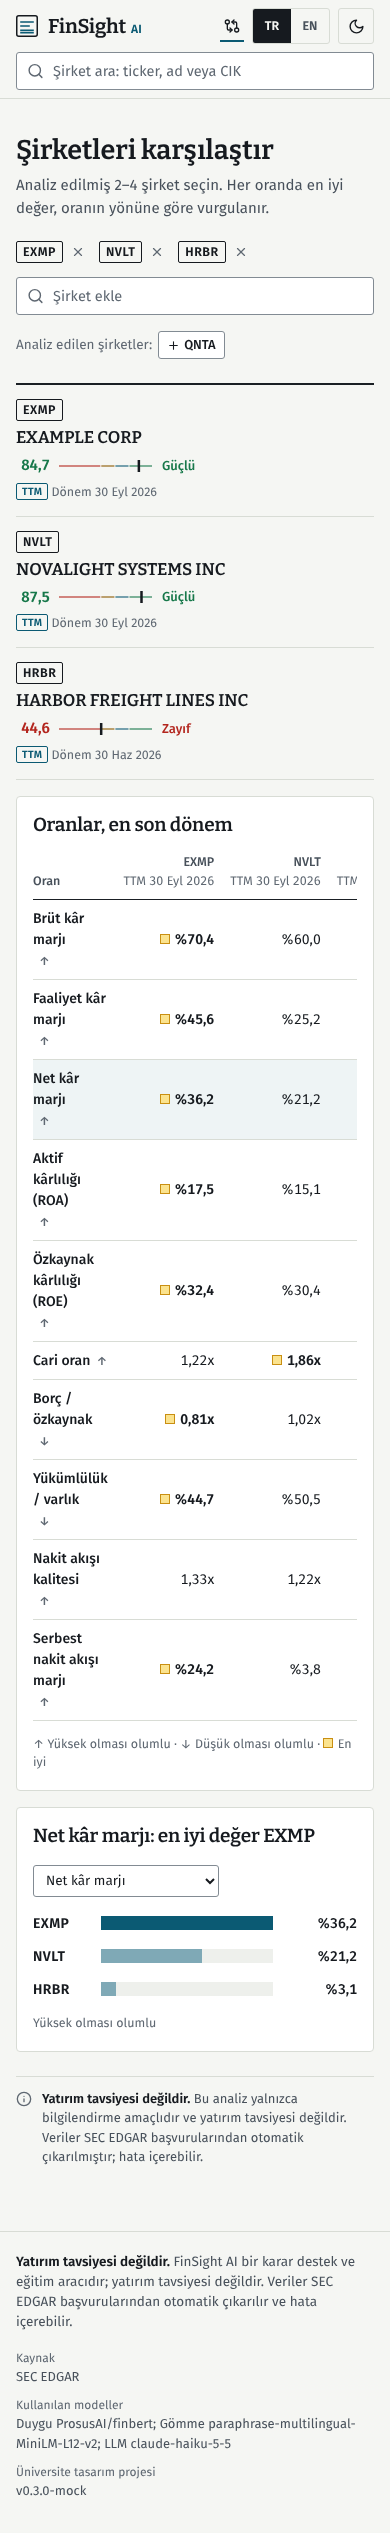 FinSight AI
TR EN
Şirket ara: ticker, ad veya CIK
Şirketleri karşılaştır
Analiz edilmiş 2–4 şirket seçin. Her oranda en iyi
değer, oranın yönüne göre vurgulanır.
EXMP × NVLT × HRBR ×
Şirket ekle
Analiz edilen şirketler: + QNTA
EXMP
EXAMPLE CORP
84,7 Güçlü
TTM Dönem 30 Eyl 2026
NVLT
NOVALIGHT SYSTEMS INC
87,5 Güçlü
TTM Dönem 30 Eyl 2026
HRBR
HARBOR FREIGHT LINES INC
44,6 Zayıf
TTM Dönem 30 Haz 2026
Oranlar, en son dönem
EXMP NVLT
Oran TTM 30 Eyl 2026 TTM 30 Eyl 2026 TTM
Brüt kâr
marjı
↑
%70,4 %60,0
Faaliyet kâr
marjı
↑
%45,6 %25,2
Net kâr
marjı
↑
%36,2 %21,2
Aktif
kârlılığı
(ROA)
↑
%17,5 %15,1
Özkaynak
kârlılığı
(ROE)
↑
%32,4 %30,4
Cari oran ↑ 1,22x 1,86x
Borç /
özkaynak
↓
0,81x 1,02x
Yükümlülük
/ varlık
↓
%44,7 %50,5
Nakit akışı
kalitesi
↑
1,33x 1,22x
Serbest
nakit akışı
marjı
↑
%24,2 %3,8
↑ Yüksek olması olumlu · ↓ Düşük olması olumlu · En
iyi
Net kâr marjı: en iyi değer EXMP
Net kâr marjı
EXMP %36,2
NVLT %21,2
HRBR %3,1
Yüksek olması olumlu
Yatırım tavsiyesi değildir. Bu analiz yalnızca
bilgilendirme amaçlıdır ve yatırım tavsiyesi değildir.
Veriler SEC EDGAR başvurularından otomatik
çıkarılmıştır; hata içerebilir.
Yatırım tavsiyesi değildir. FinSight AI bir karar destek ve
eğitim aracıdır; yatırım tavsiyesi değildir. Veriler SEC
EDGAR başvurularından otomatik çıkarılır ve hata
içerebilir.
Kaynak
SEC EDGAR
Kullanılan modeller
Duygu ProsusAI/finbert; Gömme paraphrase-multilingual-
MiniLM-L12-v2; LLM claude-haiku-5-5
Üniversite tasarım projesi
v0.3.0-mock